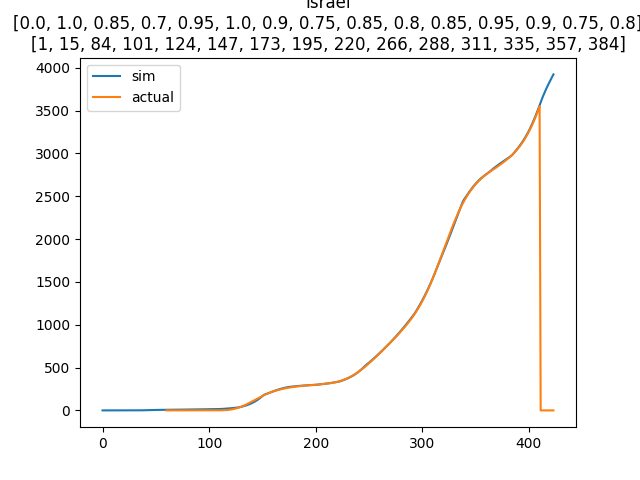 Israel
[0.0, 1.0, 0.85, 0.7, 0.95, 1.0, 0.9, 0.75, 0.85, 0.8, 0.85, 0.95, 0.9, 0.75, 0.8]
[1, 15, 84, 101, 124, 147, 173, 195, 220, 266, 288, 311, 335, 357, 384]
sim
actual
4000
3500
3000
2500
2000
1500
1000
500
0
0 100 200 300 400